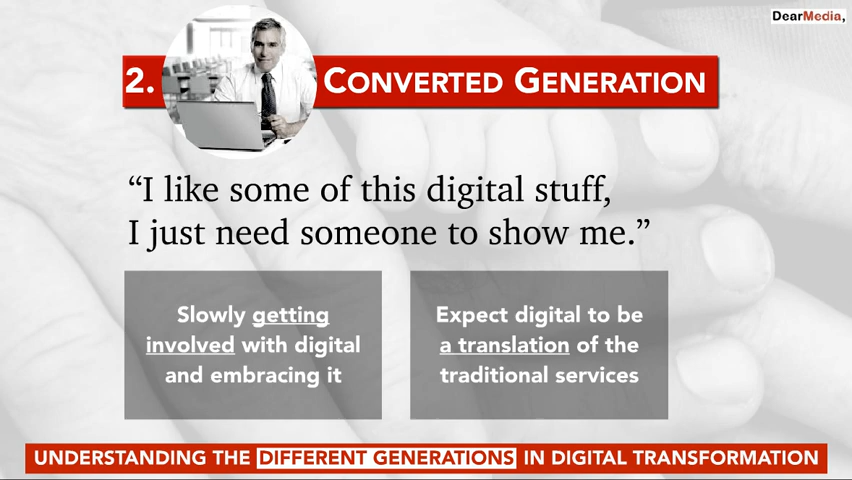 DearMedia,
2. CONVERTED GENERATION
“I like some of this digital stuff,
I just need someone to show me.”
Slowly getting
involved with digital
and embracing it
Expect digital to be
a translation of the
traditional services
UNDERSTANDING THE DIFFERENT GENERATIONS IN DIGITAL TRANSFORMATION